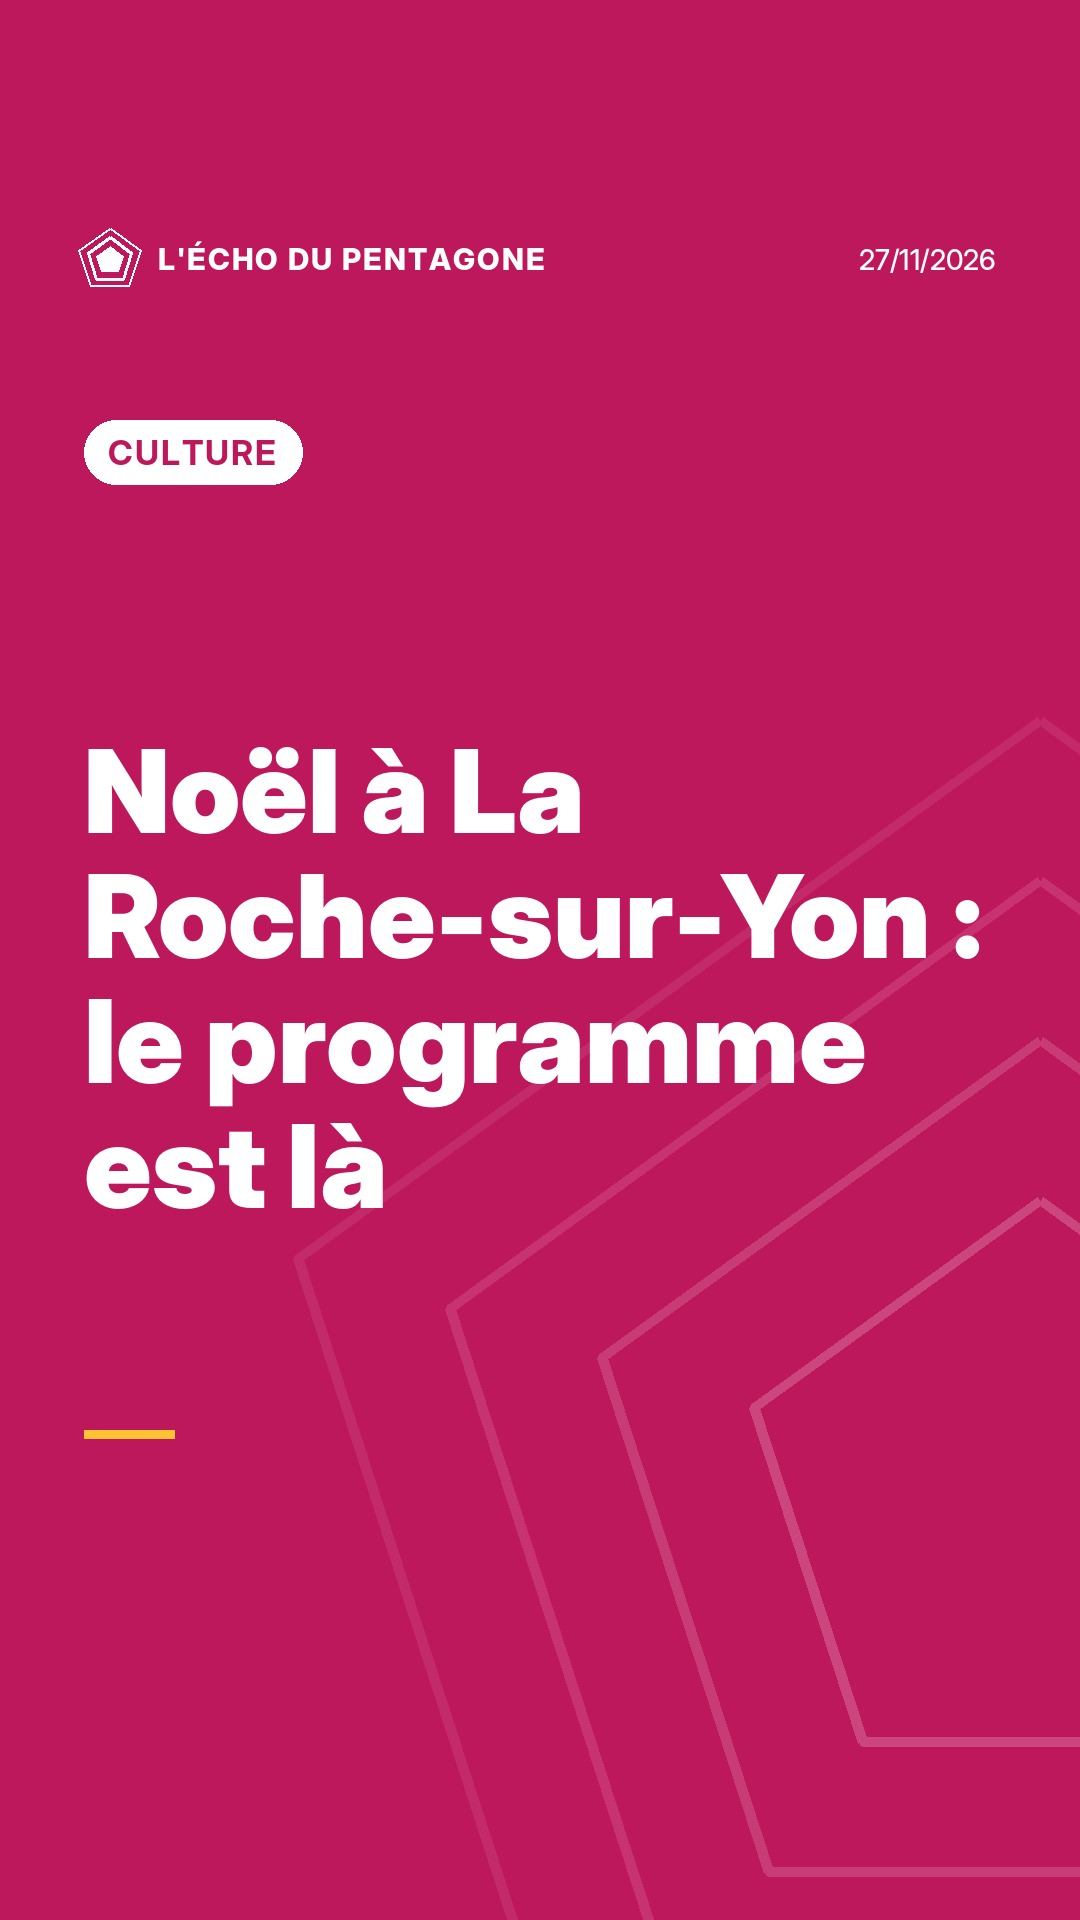 L'ÉCHO DU PENTAGONE
27/11/2026
CULTURE
Noël à La
Roche-sur-Yon :
le programme
est là